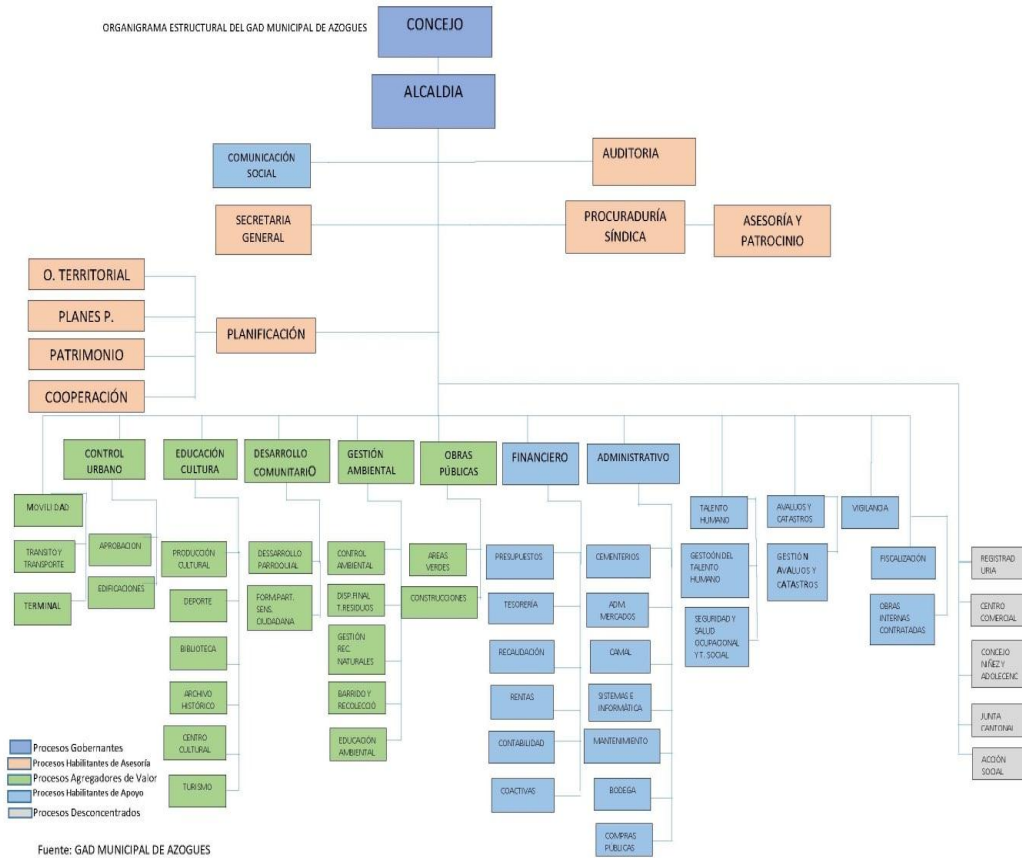 ORGANIGRAMA ESTRUCTURAL DEL GAD MUNICIPAL DE AZOGUES
CONCEJO
ALCALDIA
COMUNICACIÓN
SOCIAL
AUDITORIA
SECRETARIA
GENERAL
PROCURADURÍA
SÍNDICA
ASESORÍA Y
PATROCINIO
O. TERRITORIAL
PLANES P.
PATRIMONIO
COOPERACIÓN
PLANIFICACIÓN
CONTROL
URBANO
EDUCACIÓN
CULTURA
DESARROLLO
COMUNITARIO
GESTIÓN
AMBIENTAL
OBRAS
PÚBLICAS
FINANCIERO
ADMINISTRATIVO
MOVILIDAD
TRANSITO Y
TRANSPORTE
TERMINAL
APROBACION
EDIFICACIONES
PRODUCCIÓN
CULTURAL
DEPORTE
BIBLIOTECA
ARCHIVO
HISTÓRICO
CENTRO
CULTURAL
TURISMO
DESSARROLLO
PARROQUIAL
FORM.PART.
SENS.
CIUDADANA
CONTROL
AMBIENTAL
DISP.FINAL
T.RESIDUOS
GESTIÓN
REC.
NATURALES
BARRIDO Y
RECOLECCIÓ
EDUCACIÓN
AMBIENTAL
AREAS
VERDES
CONSTRUCCIONES
PRESUPUESTOS
TESORERÍA
RECAUDACIÓN
RENTAS
CONTABILIDAD
COACTIVAS
CEMENTERIOS
ADM.
MERCADOS
CAMAL
SISTEMAS E
INFORMÁTICA
MANTENIMIENTO
BODEGA
COMPRAS
PÚBLICAS
TALENTO
HUMANO
GESTOÓN DEL
TALENTO
HUMANO
SEGURIDAD Y
SALUD
OCUPACIONAL
Y T. SOCIAL
AVALUOS Y
CATASTROS
GESTIÓN
AVALUOS Y
CATASTROS
VIGILANCIA
FISCALIZACIÓN
OBRAS
INTERNAS
CONTRATADAS
REGISTRAD
URIA
CENTRO
COMERCIAL
CONCEJO
NIÑEZ Y
ADOLECENC
JUNTA
CANTONAL
ACCIÓN
SOCIAL
Procesos Gobernantes
Procesos Habilitantes de Asesoría
Procesos Agregadores de Valor
Procesos Habilitantes de Apoyo
Procesos Desconcentrados
Fuente: GAD MUNICIPAL DE AZOGUES